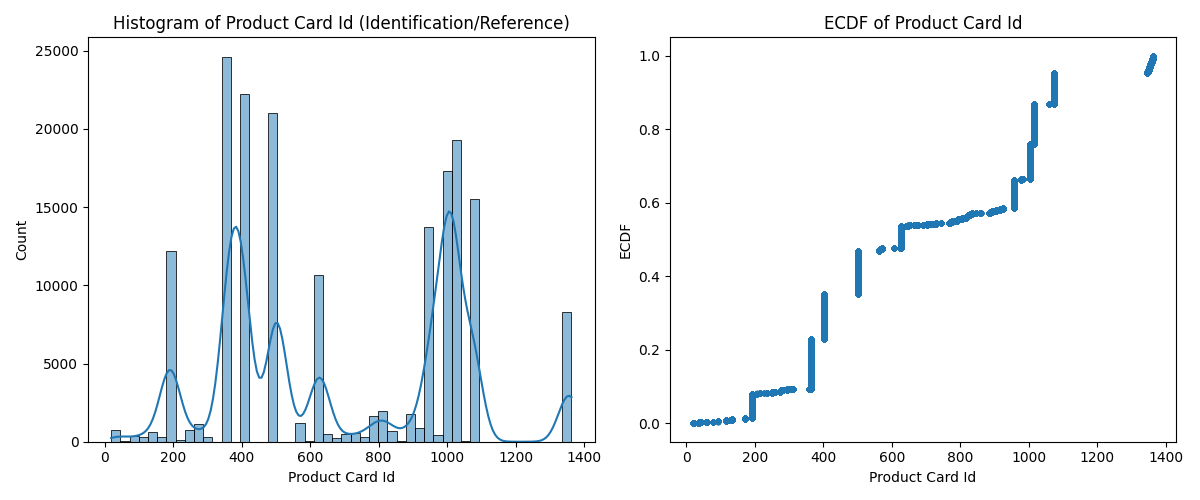 Histogram of Product Card Id (Identification/Reference)
25000
20000
15000
10000
5000
0
Count
0 200 400 600 800 1000 1200 1400
Product Card Id
ECDF of Product Card Id
1.0
0.8
0.6
0.4
0.2
0.0
ECDF
0 200 400 600 800 1000 1200 1400
Product Card Id